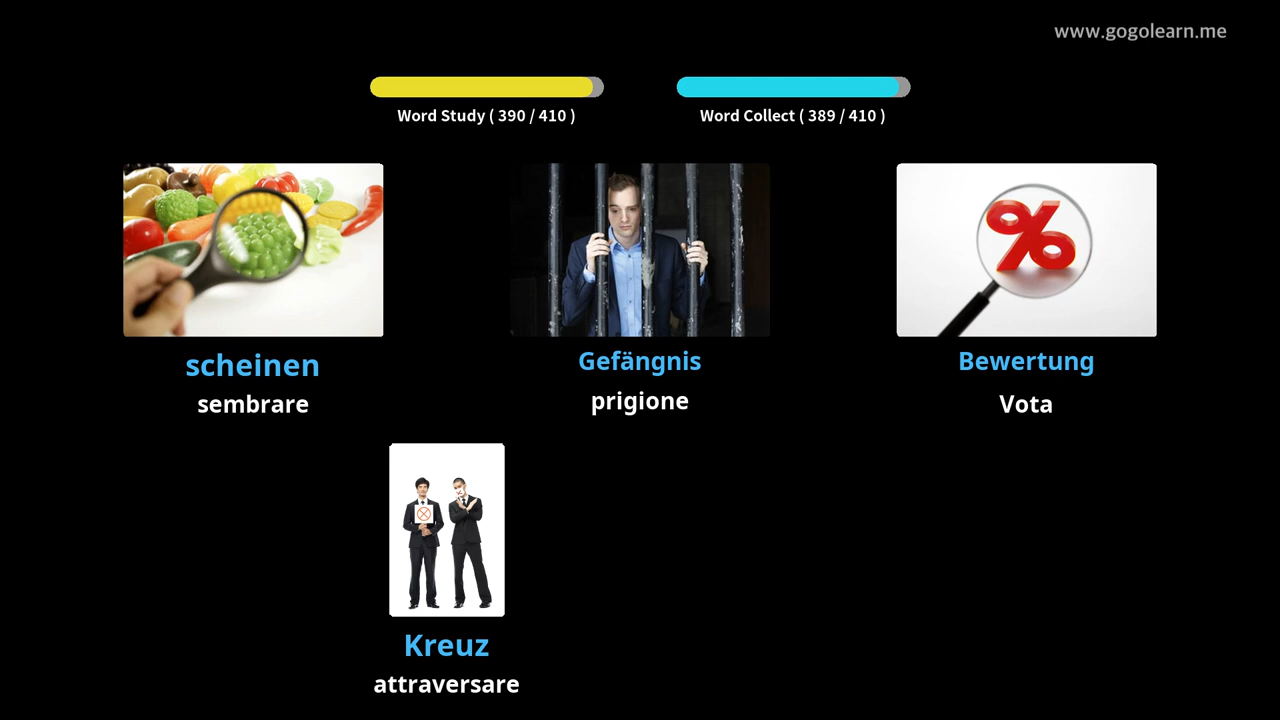 www.gogolearn.me
Word Study ( 390 / 410 )
Word Collect ( 389 / 410 )
scheinen
sembrare
Gefängnis
prigione
Bewertung
Vota
Kreuz
attraversare